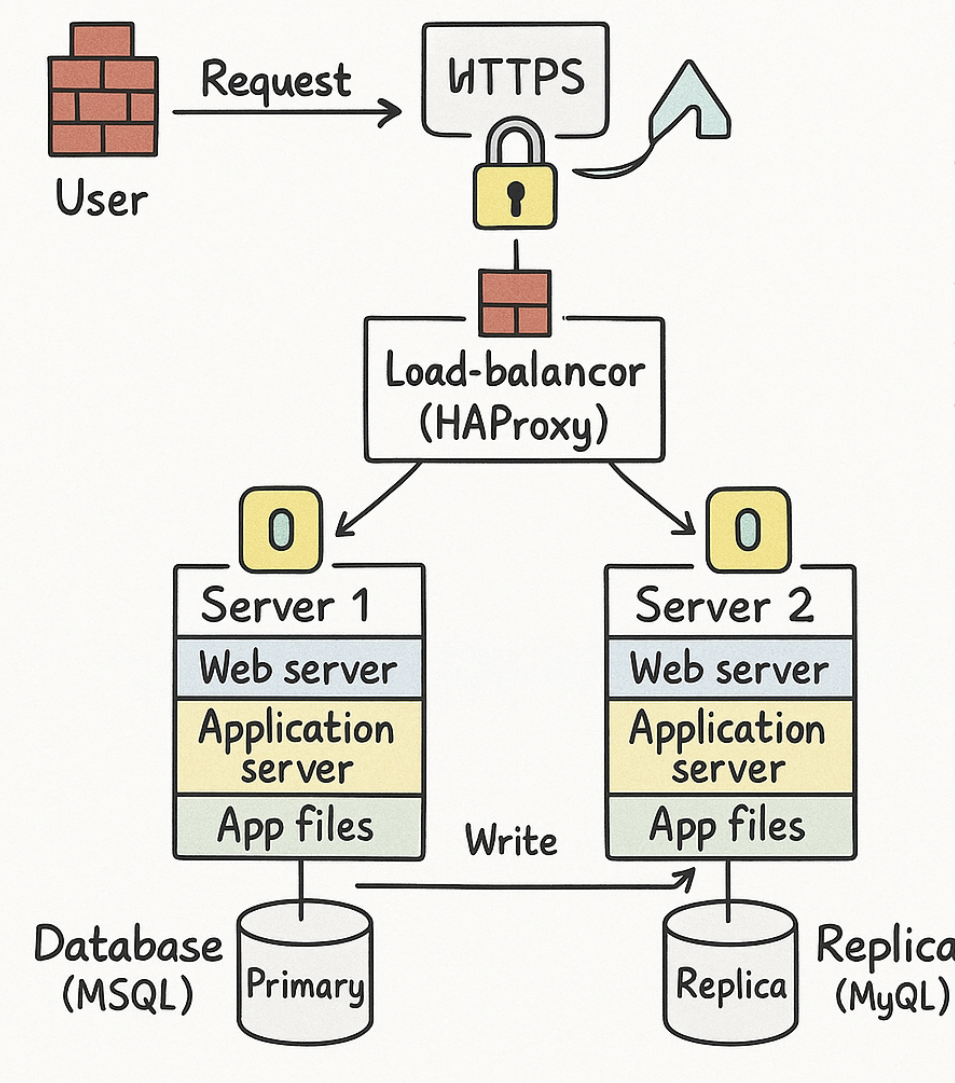 Request
HTTPS
User
Load-balancor
(HAProxy)
0
0
Server 1
Server 2
Web server
Web server
Application
server
Application
server
App files
App files
Write
Database
(MSQL)
Primary
Replica
Replica
(MyQL)